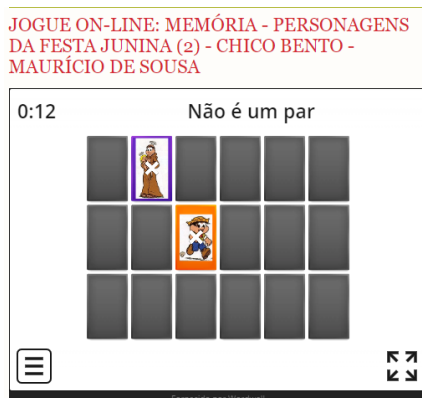 JOGUE ON-LINE: MEMÓRIA - PERSONAGENS
DA FESTA JUNINA (2) - CHICO BENTO -
MAURÍCIO DE SOUSA
0:12
Não é um par